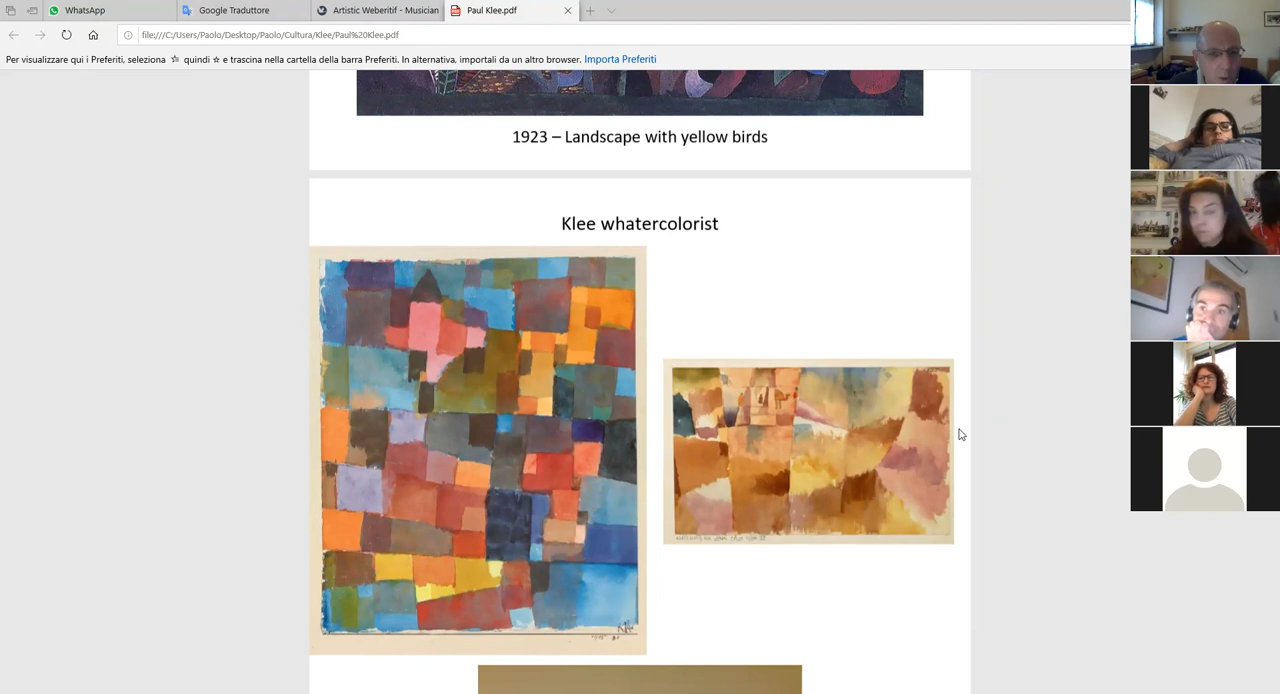 WhatsApp
Google Traduttore
Artistic Weberitif - Musician
Paul Klee.pdf
file:///C:/Users/Paolo/Desktop/Paolo/Cultura/Klee/Paul%20Klee.pdf
Per visualizzare qui i Preferiti, seleziona quindi e trascina nella cartella della barra Preferiti. In alternativa, importali da un altro browser. Importa Preferiti
1923 – Landscape with yellow birds
Klee whatercolorist